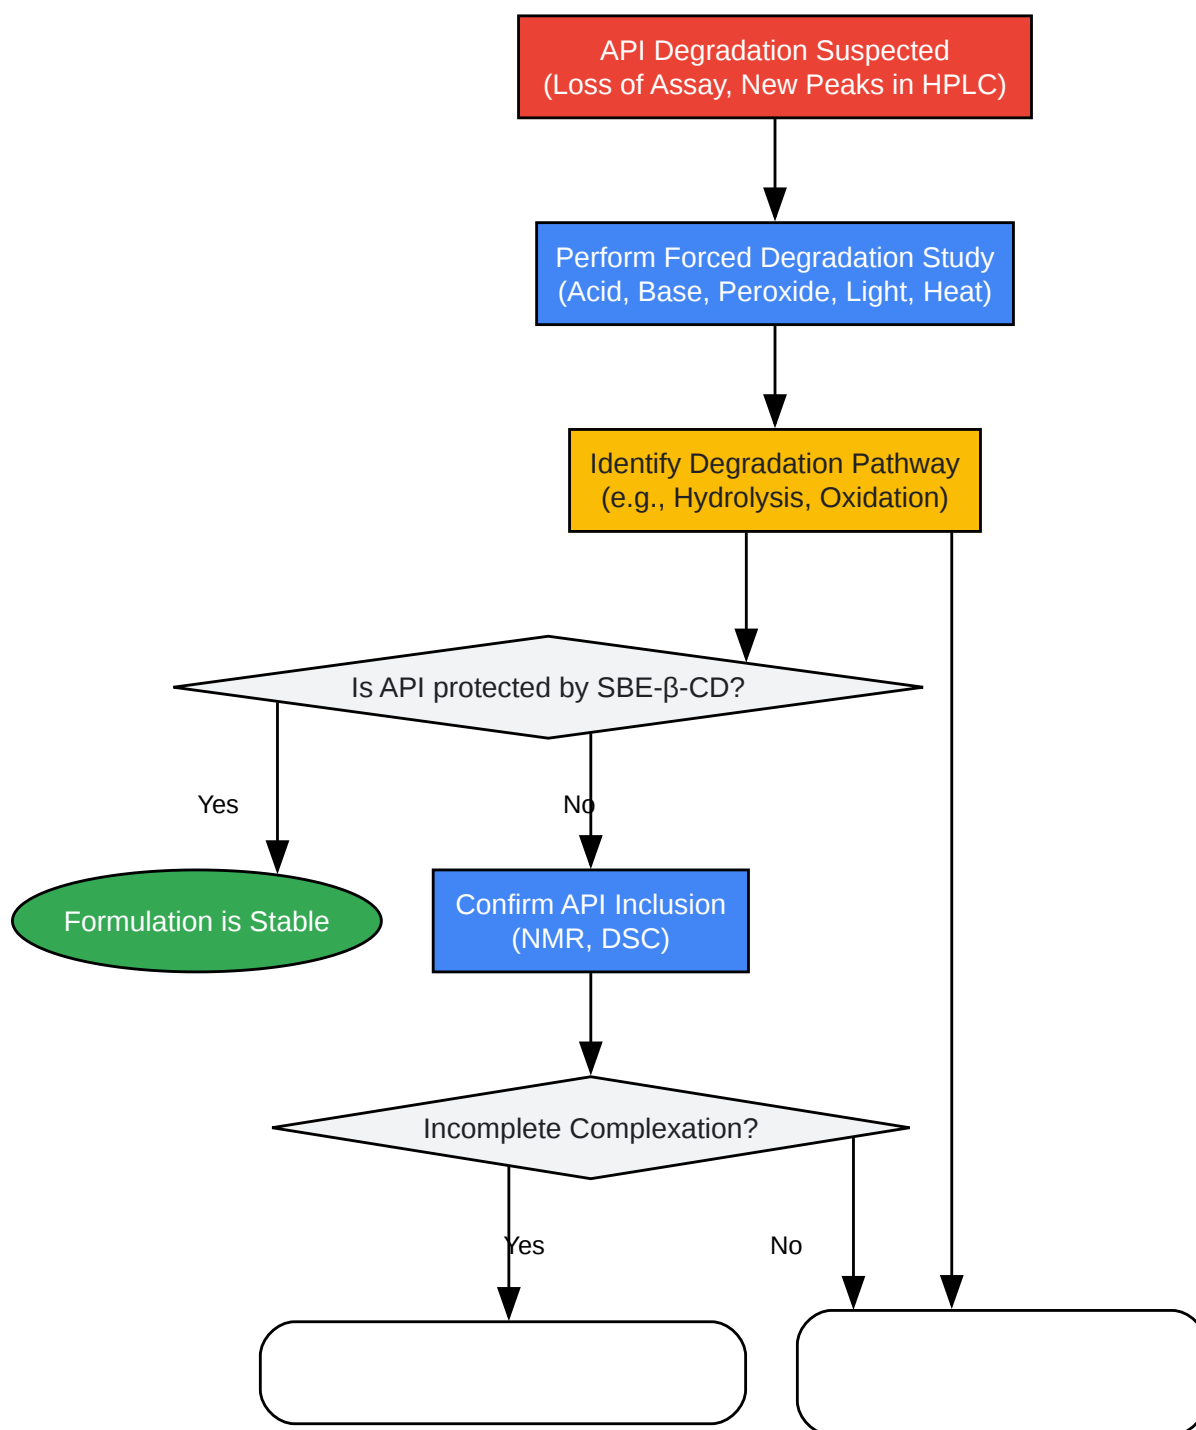 API Degradation Suspected
(Loss of Assay, New Peaks in HPLC)
Perform Forced Degradation Study
(Acid, Base, Peroxide, Light, Heat)
Identify Degradation Pathway
(e.g., Hydrolysis, Oxidation)
Is API protected by SBE-β-CD?
Yes
No
Formulation is Stable
Confirm API Inclusion
(NMR, DSC)
Incomplete Complexation?
Yes
No